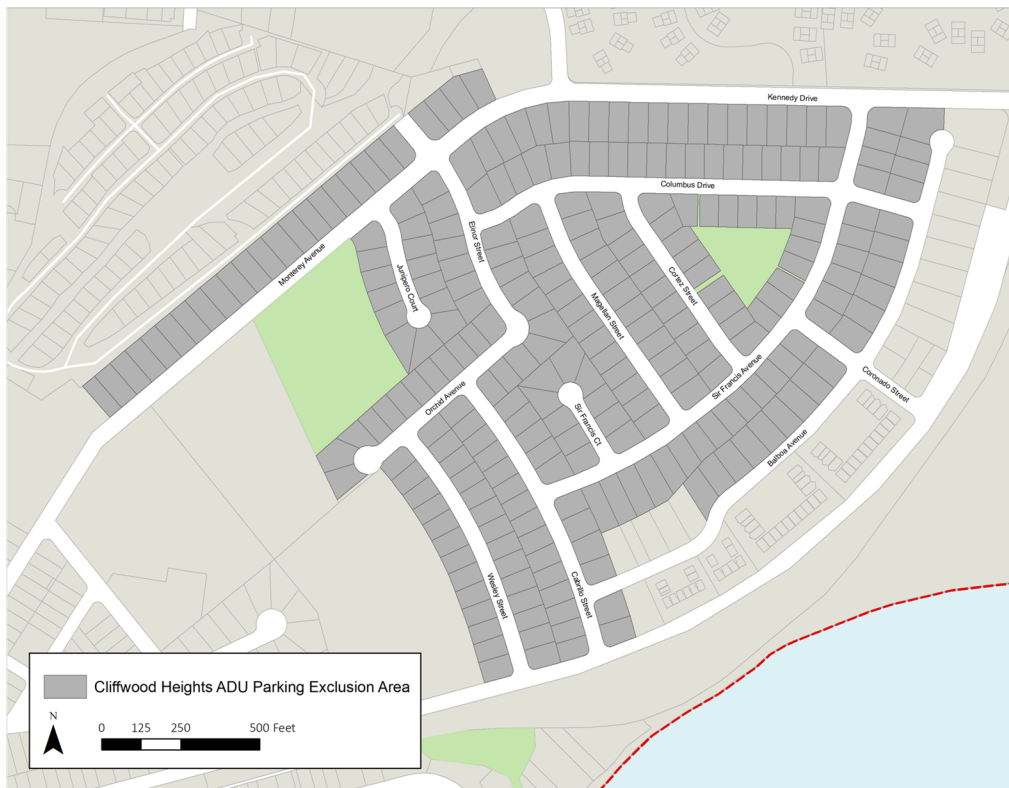 Kennedy Drive
Columbus Drive
Elinor Street
Monterey Avenue
Junipero Court
Cortez Street
Magellan Street
Sir Francis Avenue
Coronado Street
Orchid Avenue
Sir Francis Ct
Balboa Avenue
Wesley Street
Cabrillo Street
Cliffwood Heights ADU Parking Exclusion Area
N
0 125 250 500 Feet